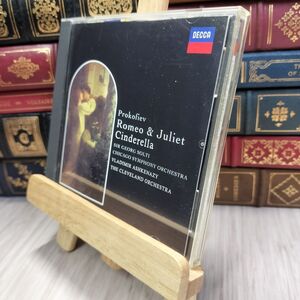 DECCA
Prokofiev
Romeo & Juliet
Cinderella
SIR GEORG SOLTI
CHICAGO SYMPHONY ORCHESTRA
VLADIMIR ASHKENAZY
THE CLEVELAND ORCHESTRA